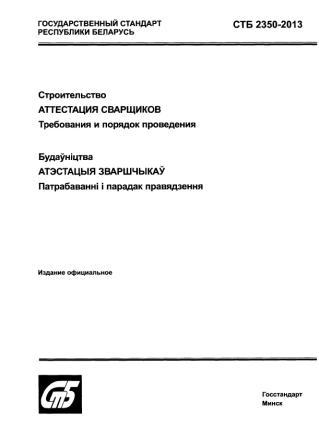 ГОСУДАРСТВЕННЫЙ СТАНДАРТ
РЕСПУБЛИКИ БЕЛАРУСЬ
СТБ 2350-2013
Строительство
АТТЕСТАЦИЯ СВАРЩИКОВ
Требования и порядок проведения
Будаўніцтва
АТЭСТАЦЫЯ ЗВАРШЧЫКАЎ
Патрабаванні і парадак правядзення
Издание официальное
СТБ
Госстандарт
Минск